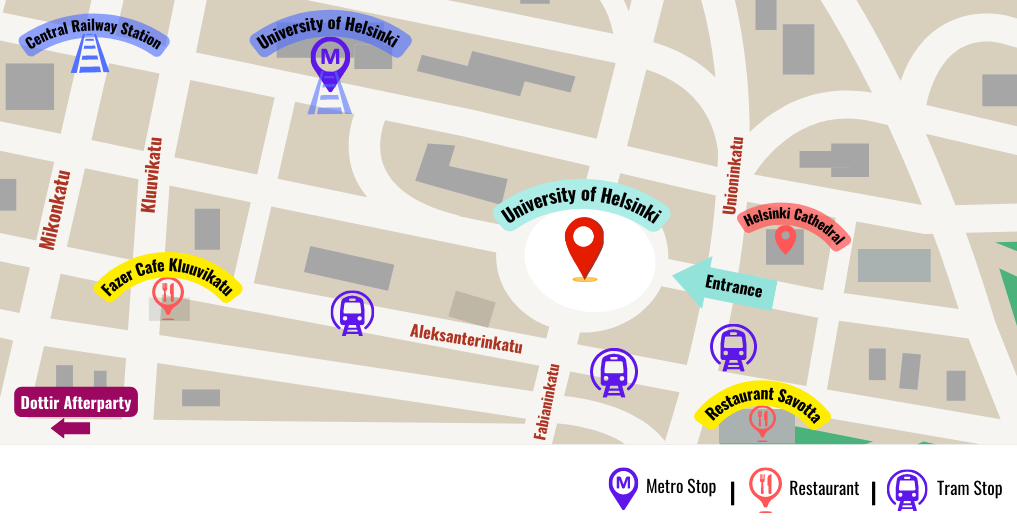 Central Railway Station
University of Helsinki
M
Mikonkatu
Kluuvikatu
Unioninkatu
University of Helsinki
Helsinki Cathedral
Fazer Cafe Kluuvikatu
Entrance
Aleksanterinkatu
Fabianinkatu
Dottir Afterparty
Restaurant Savotta
M Metro Stop | Restaurant | Tram Stop